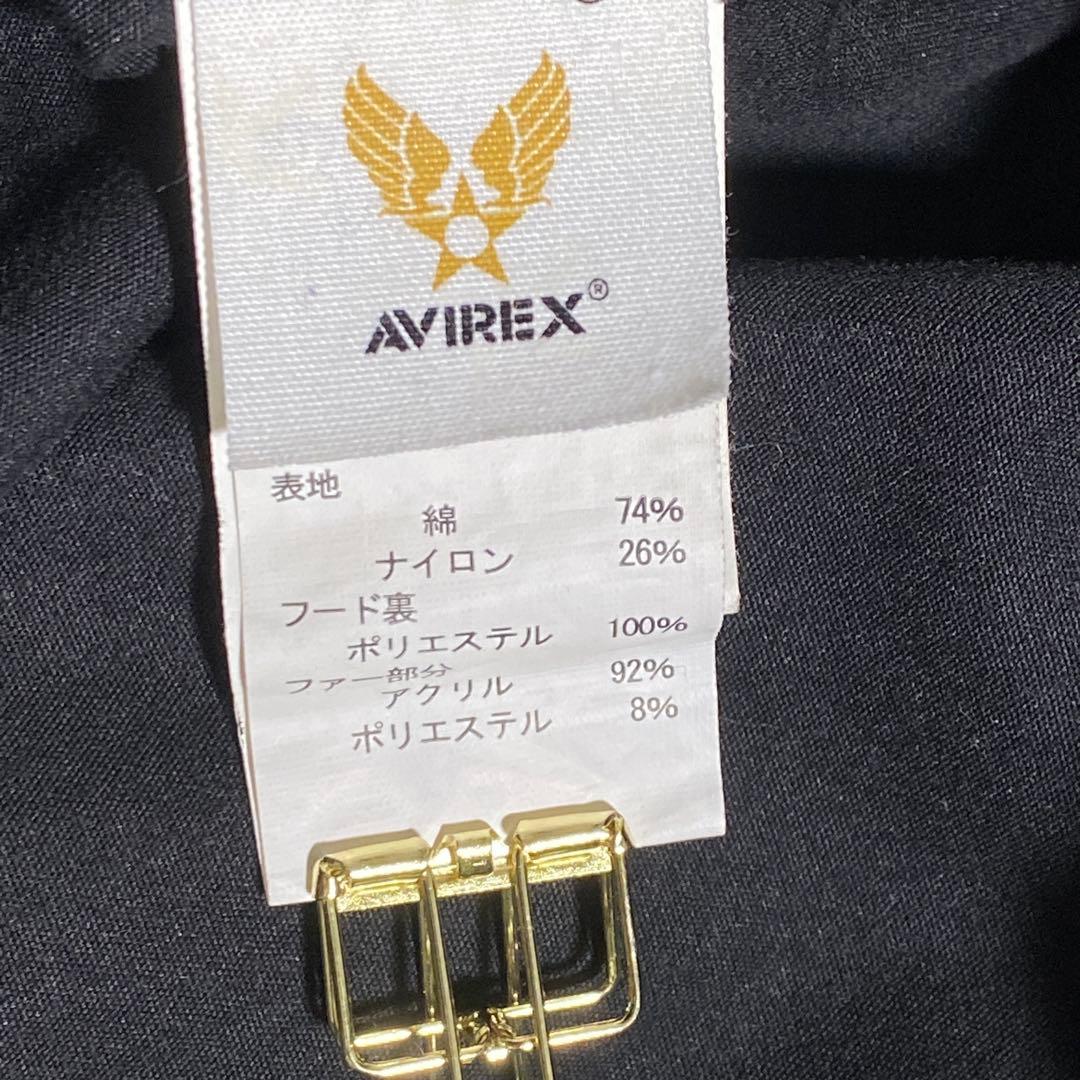 AVIREX®
表地
綿 74%
ナイロン 26%
フード裏
ポリエステル 100%
ファー部分
アクリル 92%
ポリエステル 8%